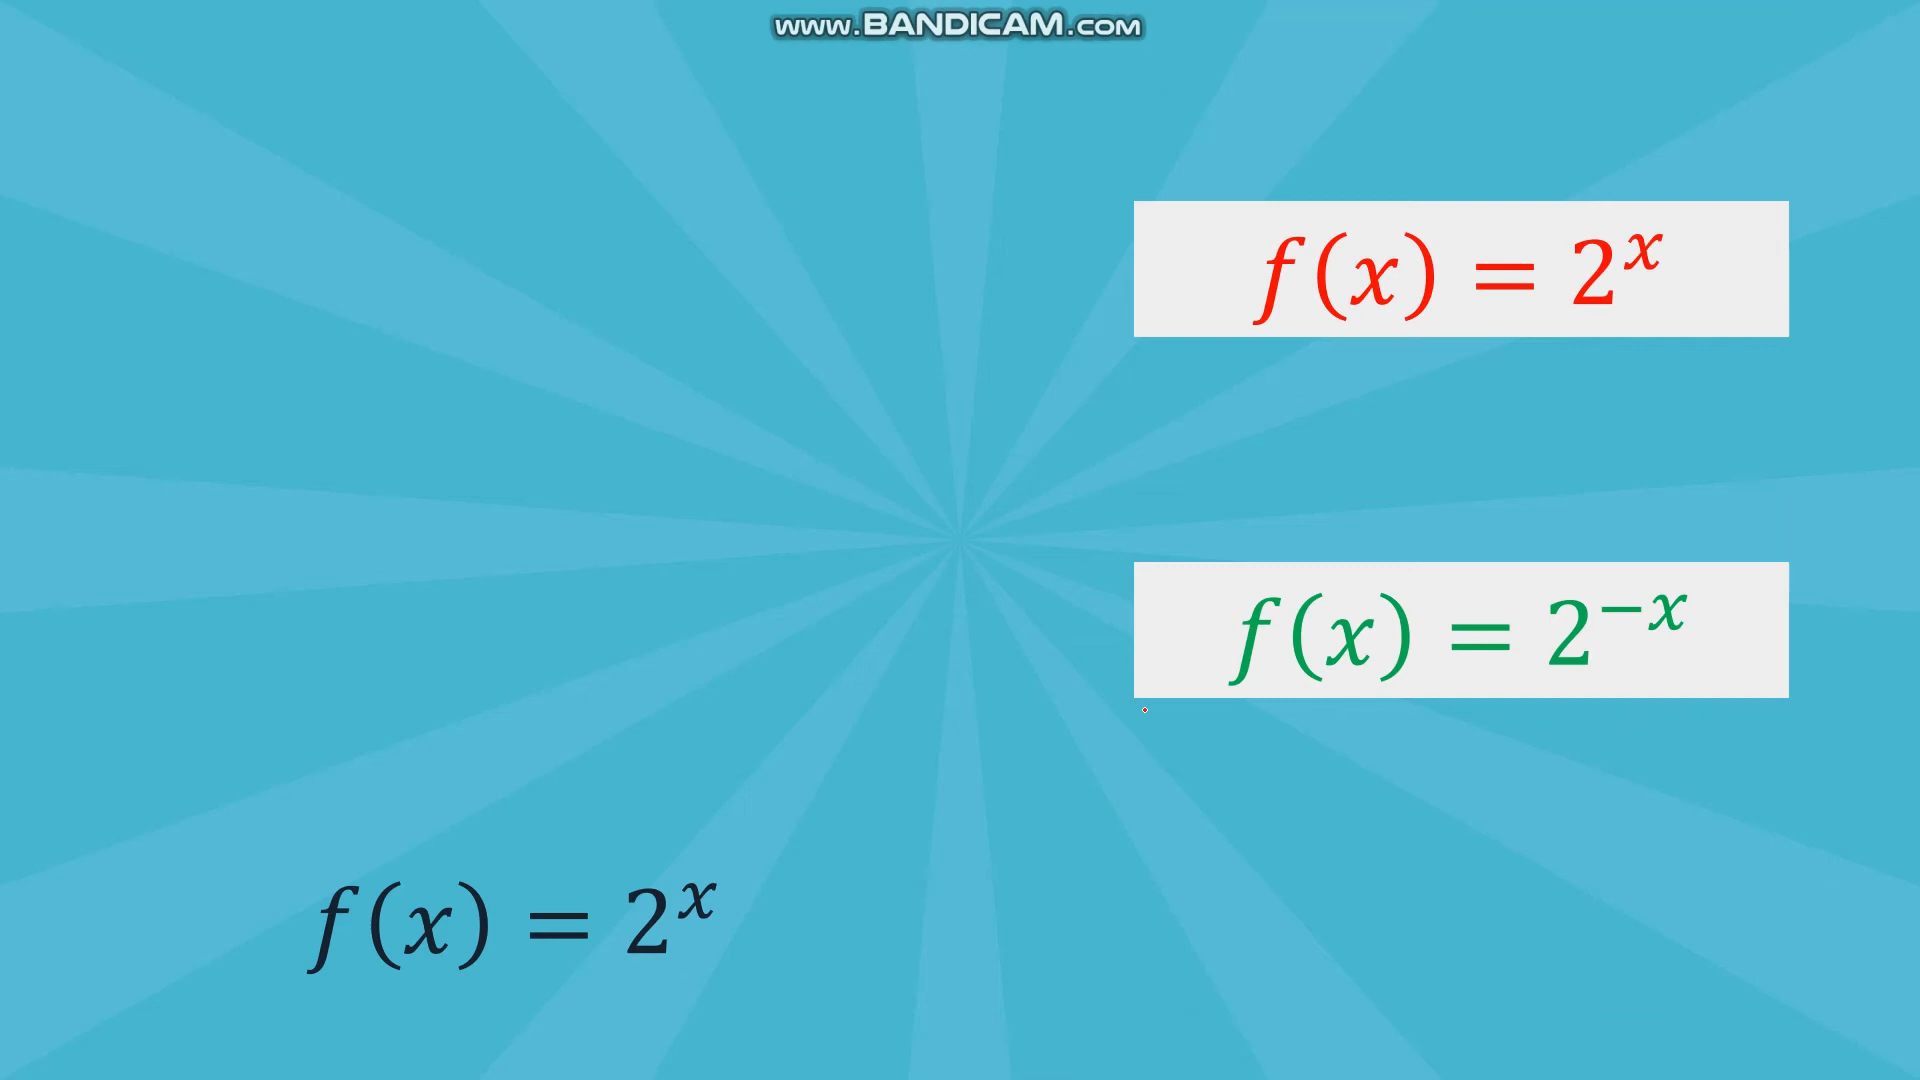 www.BANDICAM.com
f(x) = 2^x
f(x) = 2^{-x}
f(x) = 2^x